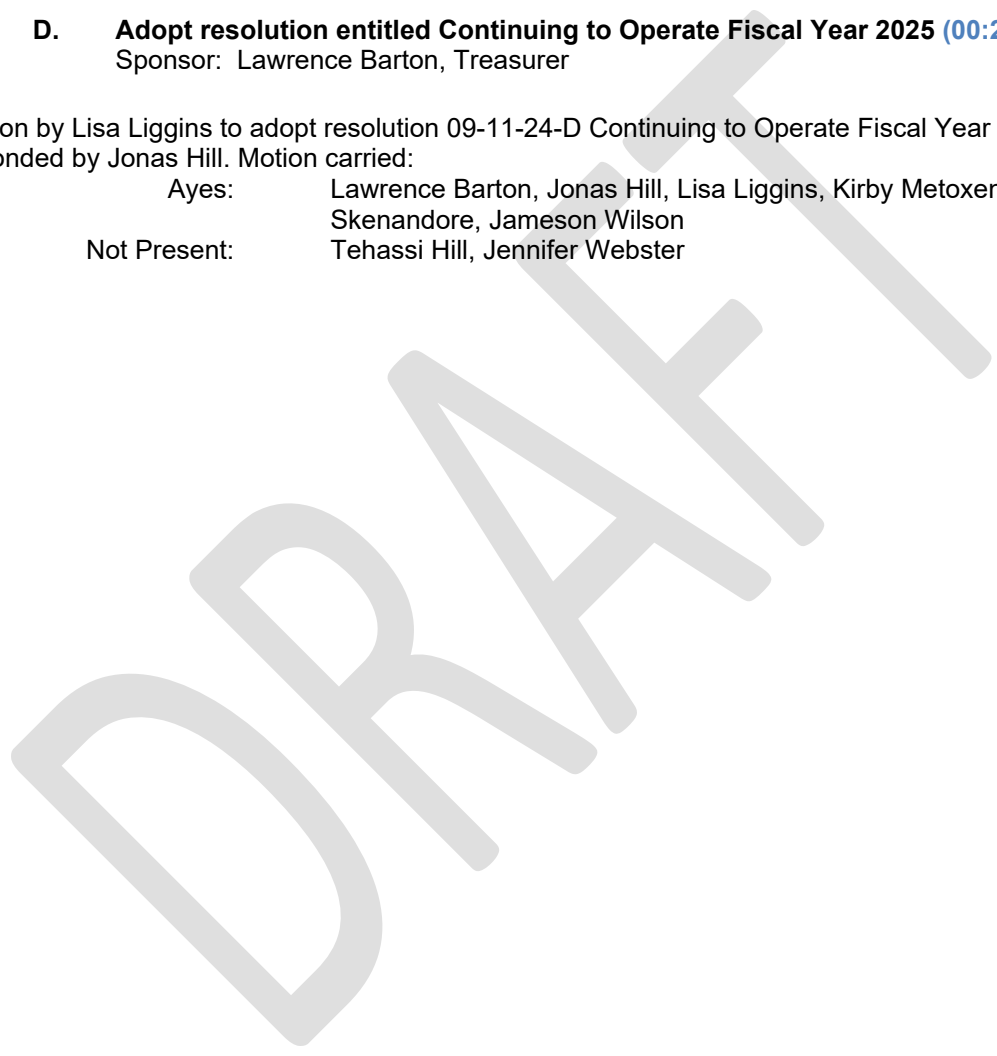 D. Adopt resolution entitled Continuing to Operate Fiscal Year 2025 (00:2
Sponsor: Lawrence Barton, Treasurer
on by Lisa Liggins to adopt resolution 09-11-24-D Continuing to Operate Fiscal Year
onded by Jonas Hill. Motion carried:
Ayes: Lawrence Barton, Jonas Hill, Lisa Liggins, Kirby Metoxen
Skenandore, Jameson Wilson
Not Present: Tehassi Hill, Jennifer Webster
DRAFT